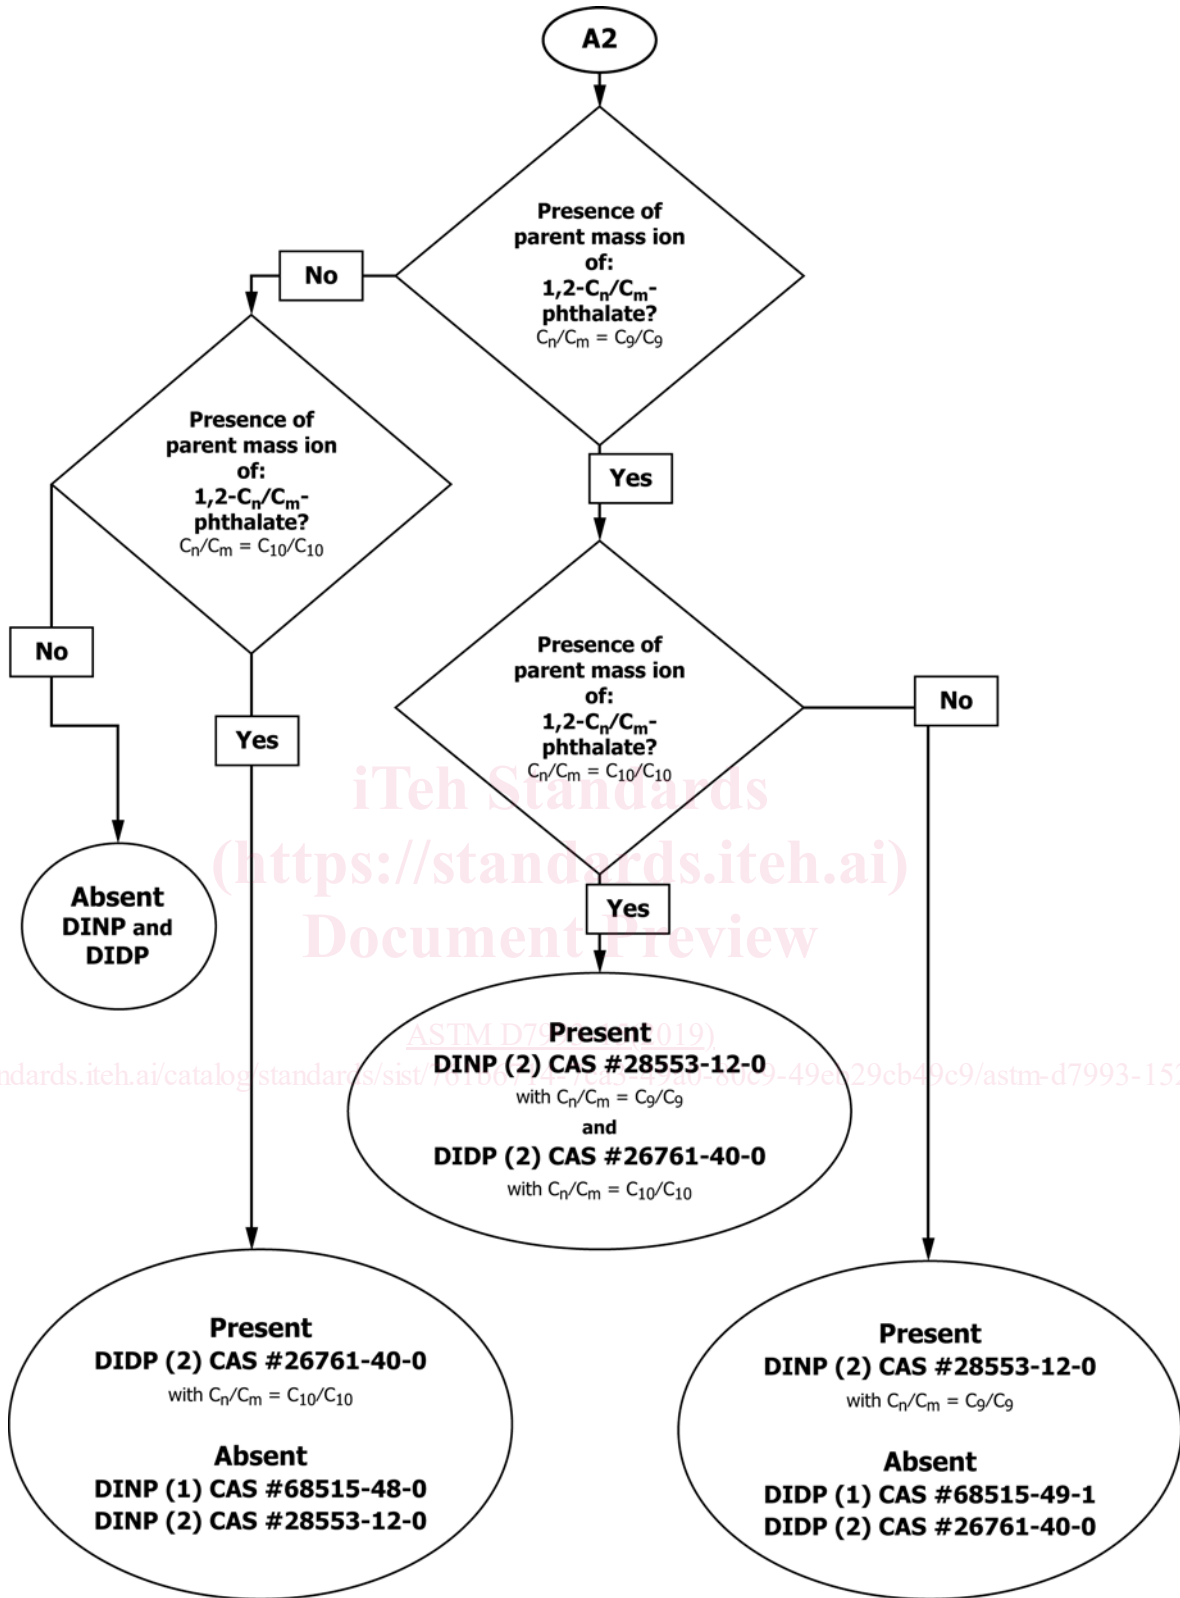 A2
Presence of
parent mass ion
of:
1,2-Cn/Cm-
phthalate?
Cn/Cm = C9/C9
No
Yes
Presence of
parent mass ion
of:
1,2-Cn/Cm-
phthalate?
Cn/Cm = C10/C10
No
Yes
Presence of
parent mass ion
of:
1,2-Cn/Cm-
phthalate?
Cn/Cm = C10/C10
No
Yes
iTeh Standards
(https://standards.iteh.ai)
Document Preview
Absent
DINP and
DIDP
Present
DINP (2) CAS #28553-12-0
with Cn/Cm = C9/C9
and
DIDP (2) CAS #26761-40-0
with Cn/Cm = C10/C10
ASTM 2019)
Present
DIDP (2) CAS #26761-40-0
with Cn/Cm = C10/C10
Absent
DINP (1) CAS #68515-48-0
DINP (2) CAS #28553-12-0
Present
DINP (2) CAS #28553-12-0
with Cn/Cm = C9/C9
Absent
DIDP (1) CAS #68515-49-1
DIDP (2) CAS #26761-40-0